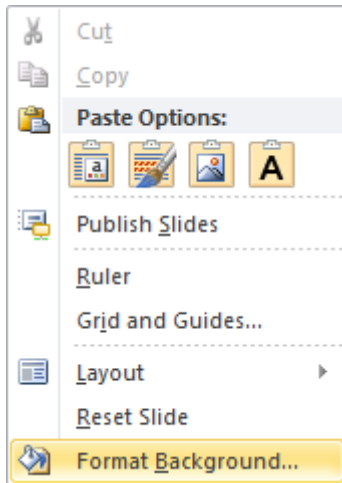 Cut
Copy
Paste Options:
a
A
Publish Slides
Ruler
Grid and Guides...
Layout
Reset Slide
Format Background...